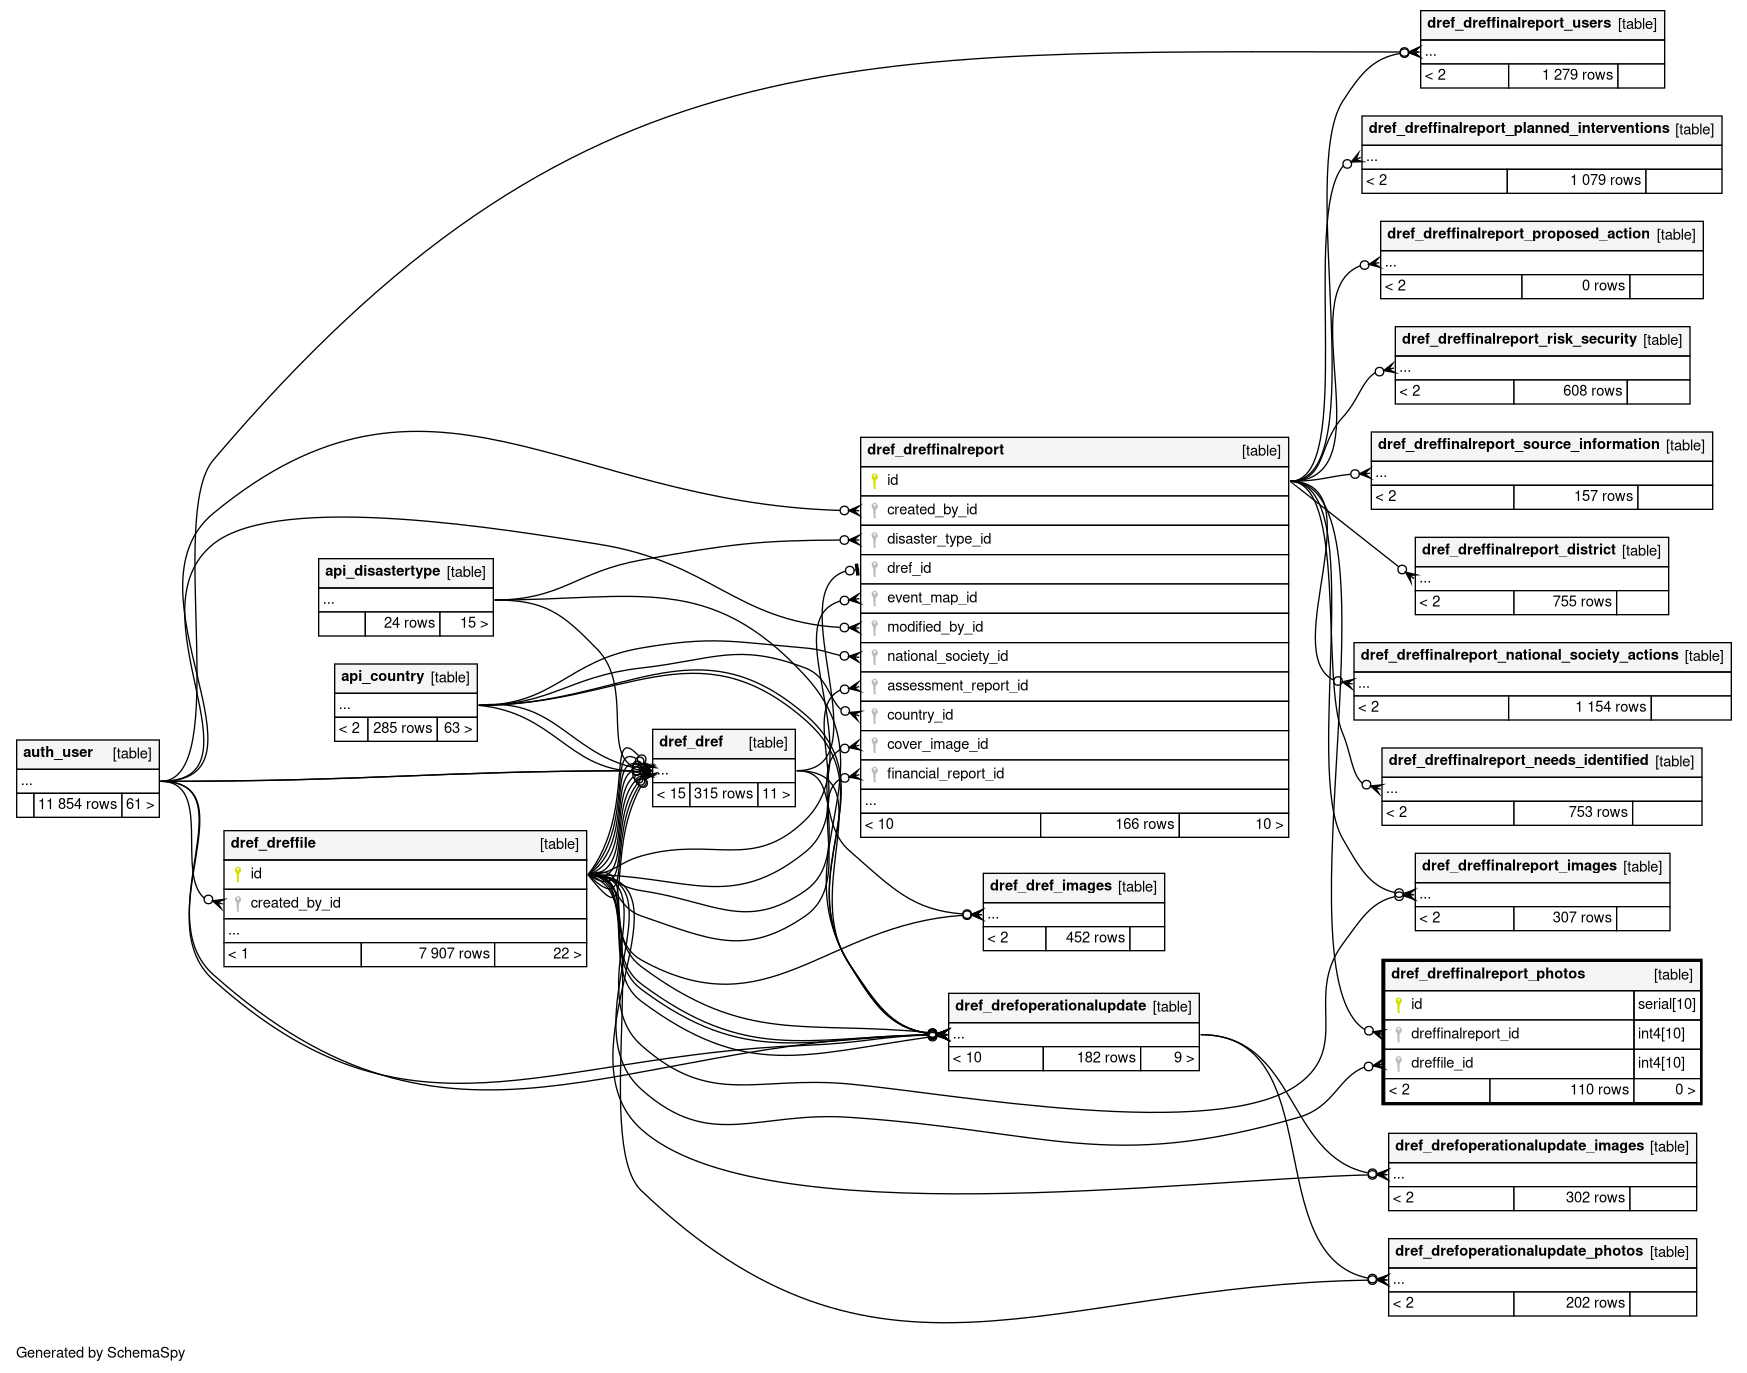 dref_dreffinalreport_users [table]
...
< 2 1 279 rows
dref_dreffinalreport_planned_interventions [table]
...
< 2 1 079 rows
dref_dreffinalreport_proposed_action [table]
...
< 2 0 rows
dref_dreffinalreport_risk_security [table]
...
< 2 608 rows
dref_dreffinalreport_source_information [table]
...
< 2 157 rows
dref_dreffinalreport_district [table]
...
< 2 755 rows
dref_dreffinalreport_national_society_actions [table]
...
< 2 1 154 rows
dref_dreffinalreport_needs_identified [table]
...
< 2 753 rows
dref_dreffinalreport_images [table]
...
< 2 307 rows
dref_dreffinalreport_photos [table]
id serial[10]
dreffinalreport_id int4[10]
dreffile_id int4[10]
< 2 110 rows 0 >
dref_drefoperationalupdate_images [table]
...
< 2 302 rows
dref_drefoperationalupdate_photos [table]
...
< 2 202 rows
dref_dreffinalreport [table]
id
created_by_id
disaster_type_id
dref_id
event_map_id
modified_by_id
national_society_id
assessment_report_id
country_id
cover_image_id
financial_report_id
...
< 10 166 rows 10 >
dref_dref_images [table]
...
< 2 452 rows
dref_drefoperationalupdate [table]
...
< 10 182 rows 9 >
dref_dref [table]
...
< 15 315 rows 11 >
api_disastertype [table]
...
24 rows 15 >
api_country [table]
...
< 2 285 rows 63 >
auth_user [table]
...
11 854 rows 61 >
dref_dreffile [table]
id
created_by_id
...
< 1 7 907 rows 22 >
Generated by SchemaSpy